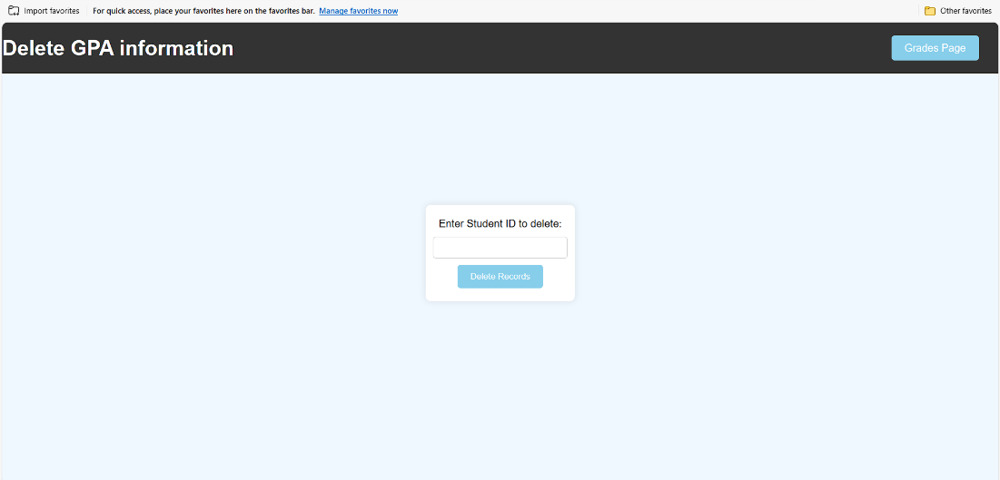 Import favorites
For quick access, place your favorites here on the favorites bar. Manage favorites now
Other favorites
Delete GPA information
Grades Page
Enter Student ID to delete:
Delete Records